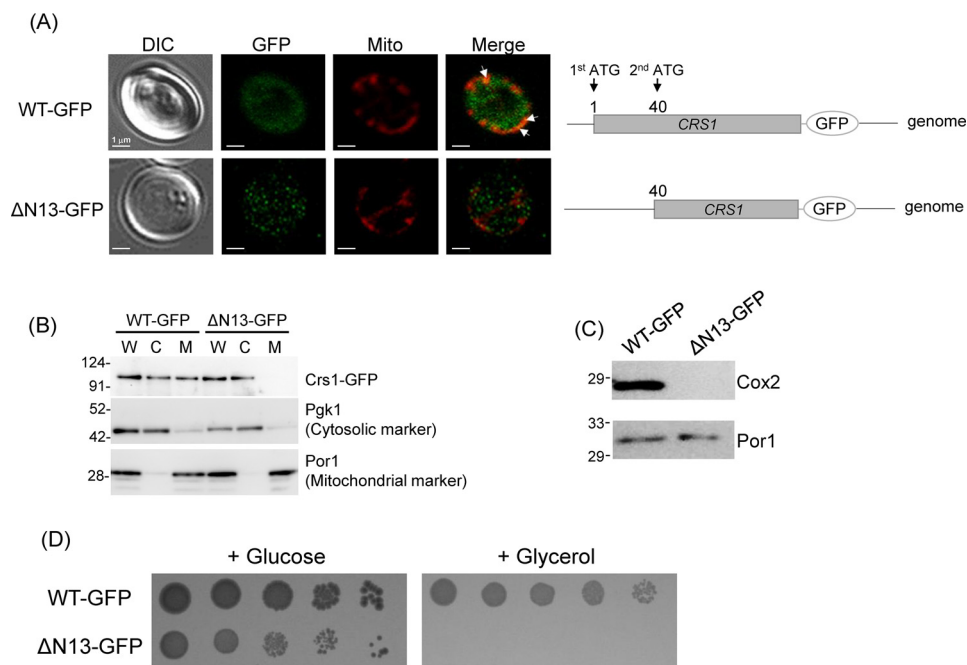 (A)
DIC GFP Mito Merge
WT-GFP
1 μm
1st ATG 2nd ATG
1 40
CRS1 GFP genome
ΔN13-GFP
40
CRS1 GFP genome
(B)
WT-GFP ΔN13-GFP
W C M W C M
124-
91-
Crs1-GFP
52-
42-
Pgk1
(Cytosolic marker)
28-
Por1
(Mitochondrial marker)
(C)
WT-GFP ΔN13-GFP
29-
Cox2
33-
29-
Por1
(D)
+ Glucose + Glycerol
WT-GFP
ΔN13-GFP